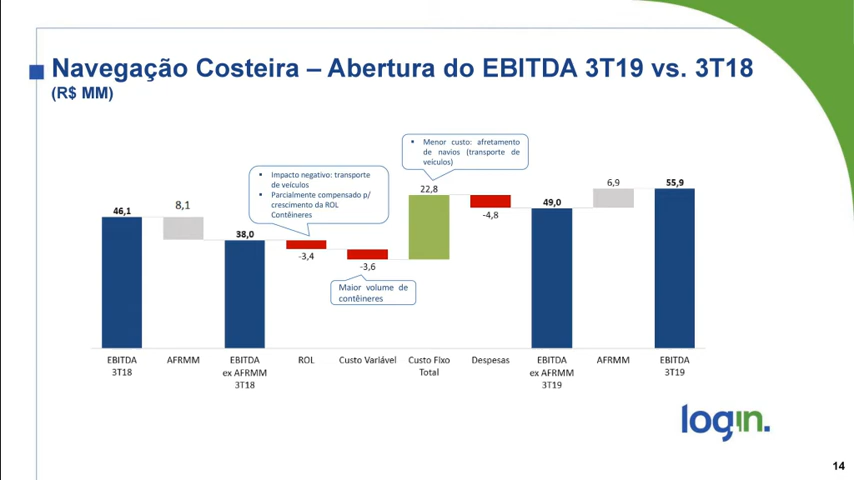 Navegação Costeira – Abertura do EBITDA 3T19 vs. 3T18
(R$ MM)
Menor custo: afretamento
de navios (transporte de
veículos)
Impacto negativo: transporte
de veículos
Parcialmente compensado p/
crescimento da ROL
Contêineres
46,1
8,1
38,0
-3,4
-3,6
22,8
-4,8
49,0
6,9
55,9
Maior volume de
contêineres
EBITDA
3T18
AFRMM
EBITDA
ex AFRMM
3T18
ROL
Custo Variável
Custo Fixo
Total
Despesas
EBITDA
ex AFRMM
3T19
AFRMM
EBITDA
3T19
login.
14